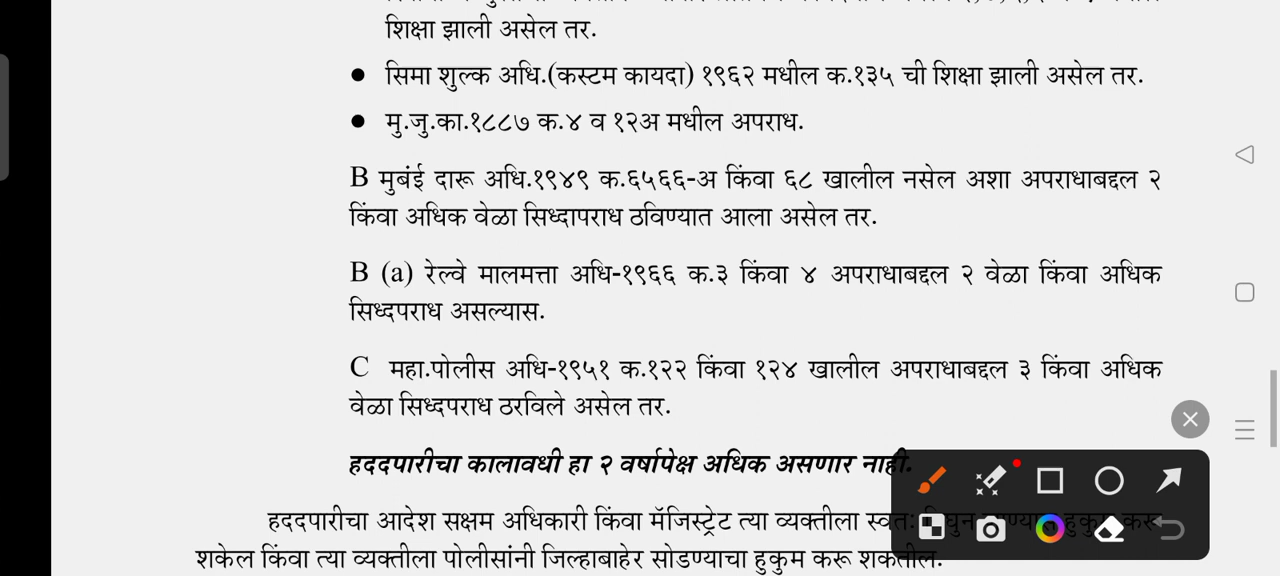 शिक्षा झाली असेल तर.
● सिमा शुल्क अधि.(कस्टम कायदा) १९६२ मधील क.१३५ ची शिक्षा झाली असेल तर.
● मु.जु.का.१८८७ क.४ व १२अ मधील अपराध.
B मुबंई दारू अधि.१९४९ क.६५६६-अ किंवा ६८ खालील नसेल अशा अपराधाबद्दल २
किंवा अधिक वेळा सिध्दापराध ठविण्यात आला असेल तर.
B (a) रेल्वे मालमत्ता अधि-१९६६ क.३ किंवा ४ अपराधाबद्दल २ वेळा किंवा अधिक
सिध्दपराध असल्यास.
C महा.पोलीस अधि-१९५१ क.१२२ किंवा १२४ खालील अपराधाबद्दल ३ किंवा अधिक
वेळा सिध्दपराध ठरविले असेल तर.
हददपारीचा कालावधी हा २ वर्षापेक्ष अधिक असणार नाही.
हददपारीचा आदेश सक्षम अधिकारी किंवा मॅजिस्ट्रेट त्या व्यक्तीला
शकेल किंवा त्या व्यक्तीला पोलीसांनी जिल्हाबाहेर सोडण्याचा हुकुम करू शकतील.